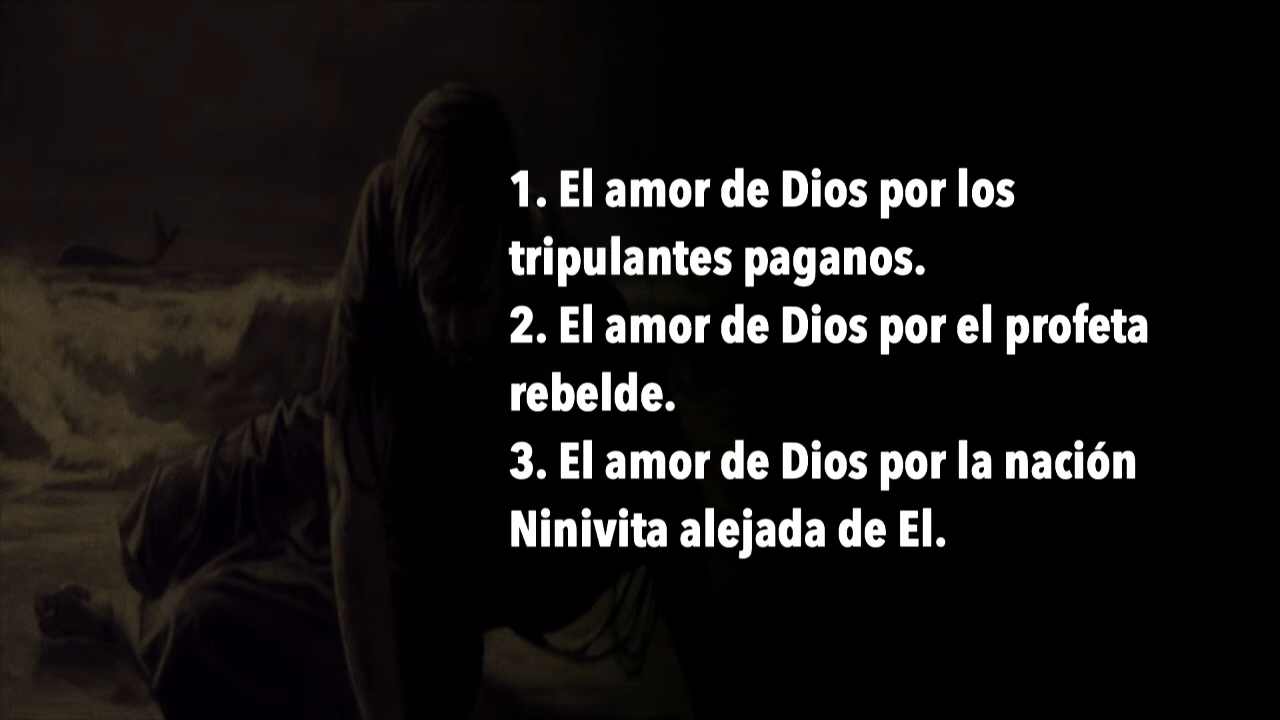 1. El amor de Dios por los
tripulantes paganos.
2. El amor de Dios por el profeta
rebelde.
3. El amor de Dios por la nación
Ninivita alejada de El.